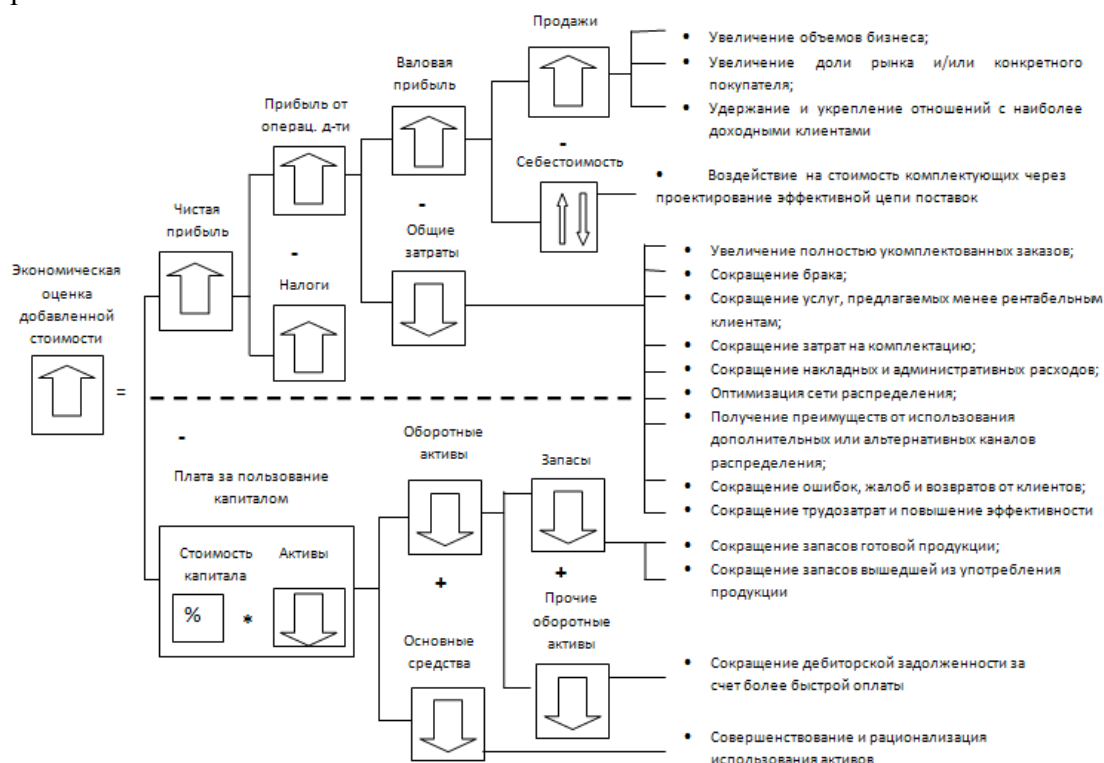 Продажи
• Увеличение объемов бизнеса;
• Увеличение доли рынка и/или конкретного
покупателя;
• Удержание и укрепление отношений с наиболее
доходными клиентами
Валовая
прибыль
Прибыль от
операц. д-ти
-
Себестоимость
• Воздействие на стоимость комплектующих через
проектирование эффективной цепи поставок
Чистая
прибыль
-
Общие
затраты
-
Налоги
• Увеличение полностью укомплектованных заказов;
• Сокращение брака;
• Сокращение услуг, предлагаемых менее рентабельным
клиентам;
• Сокращение затрат на комплектацию;
• Сокращение накладных и административных расходов;
• Оптимизация сети распределения;
• Получение преимуществ от использования
дополнительных или альтернативных каналов
распределения;
• Сокращение ошибок, жалоб и возвратов от клиентов;
• Сокращение трудозатрат и повышение эффективности
Экономическая
оценка
добавленной
стоимости
=
-
Плата за пользование
капиталом
Стоимость
капитала
Активы
%
*
Оборотные
активы
+
Основные
средства
Запасы
+
Прочие
оборотные
активы
• Сокращение запасов готовой продукции;
• Сокращение запасов вышедшей из употребления
продукции
• Сокращение дебиторской задолженности за
счет более быстрой оплаты
• Совершенствование и рационализация
использования активов